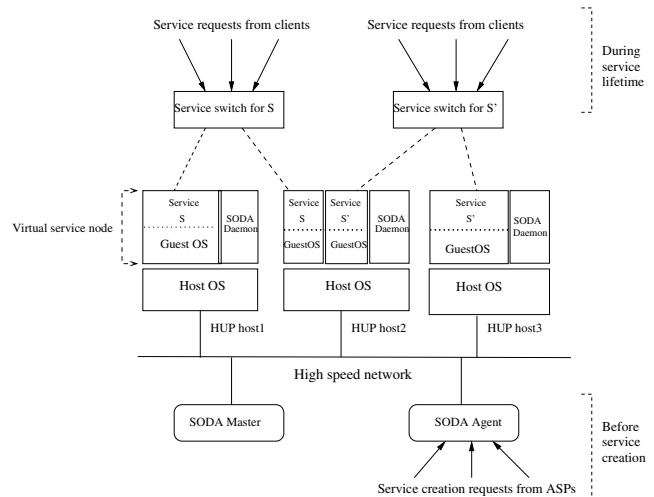 Service requests from clients
Service requests from clients
During
service
lifetime
Service switch for S
Service switch for S'
Virtual service node
Service
S
Guest OS
SODA
Daemon
Service
S
GuestOS
Service
S'
GuestOS
SODA
Daemon
Service
S'
GuestOS
SODA
Daemon
Host OS
Host OS
Host OS
HUP host1
HUP host2
HUP host3
High speed network
SODA Master
SODA Agent
Before
service
creation
Service creation requests from ASPs